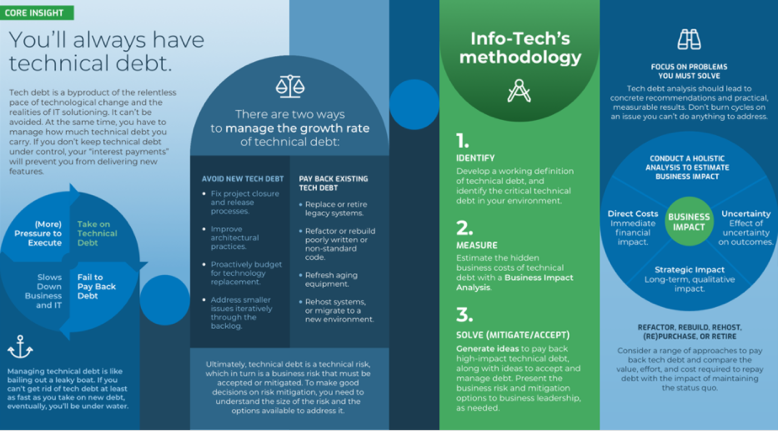 CORE INSIGHT
You'll always have
technical debt.
Tech debt is a byproduct of the relentless
pace of technological change and the
realities of IT solutioning. It can't be
avoided. At the same time, you have to
manage how much technical debt you
carry. If you don't keep technical debt
under control, your "interest payments"
will prevent you from delivering new
features.
(More)
Pressure to
Execute
Take on
Technical
Debt
Slows
Down
Business
and IT
Fail to
Pay Back
Debt
Managing technical debt is like
bailing out a leaky boat. If you
can't get rid of tech debt at least
as fast as you take on new debt,
eventually, you'll be under water.
There are two ways
to manage the growth rate
of technical debt:
AVOID NEW TECH DEBT
• Fix project closure
and release
processes.
• Improve
architectural
practices.
• Proactively budget
for technology
replacement.
• Address smaller
issues iteratively
through the
backlog.
PAY BACK EXISTING
TECH DEBT
• Replace or retire
legacy systems.
• Refactor or rebuild
poorly written or
non-standard
code.
• Refresh aging
equipment.
• Rehost systems,
or migrate to a
new environment.
Ultimately, technical debt is a technical risk,
which in turn is a business risk that must be
accepted or mitigated. To make good
decisions on risk mitigation, you need to
understand the size of the risk and the
options available to address it.
Info-Tech's
methodology
1.
IDENTIFY
Develop a working definition
of technical debt, and
identify the critical technical
debt in your environment.
2.
MEASURE
Estimate the hidden
business costs of technical
debt with a Business Impact
Analysis.
3.
SOLVE (MITIGATE/ACCEPT)
Generate ideas to pay back
high-impact technical debt,
along with ideas to accept and
manage debt. Present the
business risk and mitigation
options to business leadership,
as needed.
FOCUS ON PROBLEMS
YOU MUST SOLVE
Tech debt analysis should lead to
concrete recommendations and practical,
measurable results. Don't burn cycles on
an issue you can't do anything to address.
CONDUCT A HOLISTIC
ANALYSIS TO ESTIMATE
BUSINESS IMPACT
Direct Costs
Immediate
financial
impact.
BUSINESS
IMPACT
Uncertainty
Effect of
uncertainty
on outcomes.
Strategic Impact
Long-term, qualitative
impact.
REFACTOR, REBUILD, REHOST,
(RE)PURCHASE, OR RETIRE
Consider a range of approaches to pay
back tech debt and compare the
value, effort, and cost required to repay
debt with the impact of maintaining
the status quo.